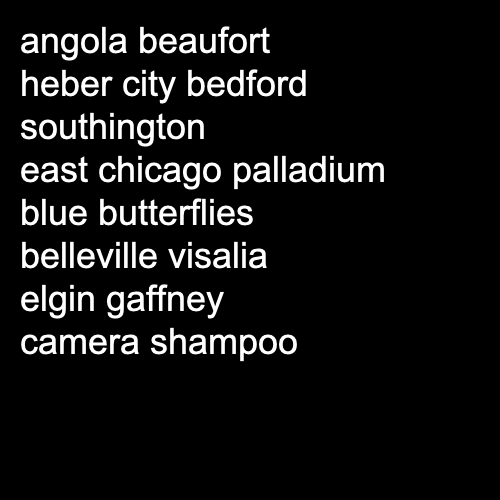 angola beaufort
heber city bedford
southington
east chicago palladium
blue butterflies
belleville visalia
elgin gaffney
camera shampoo